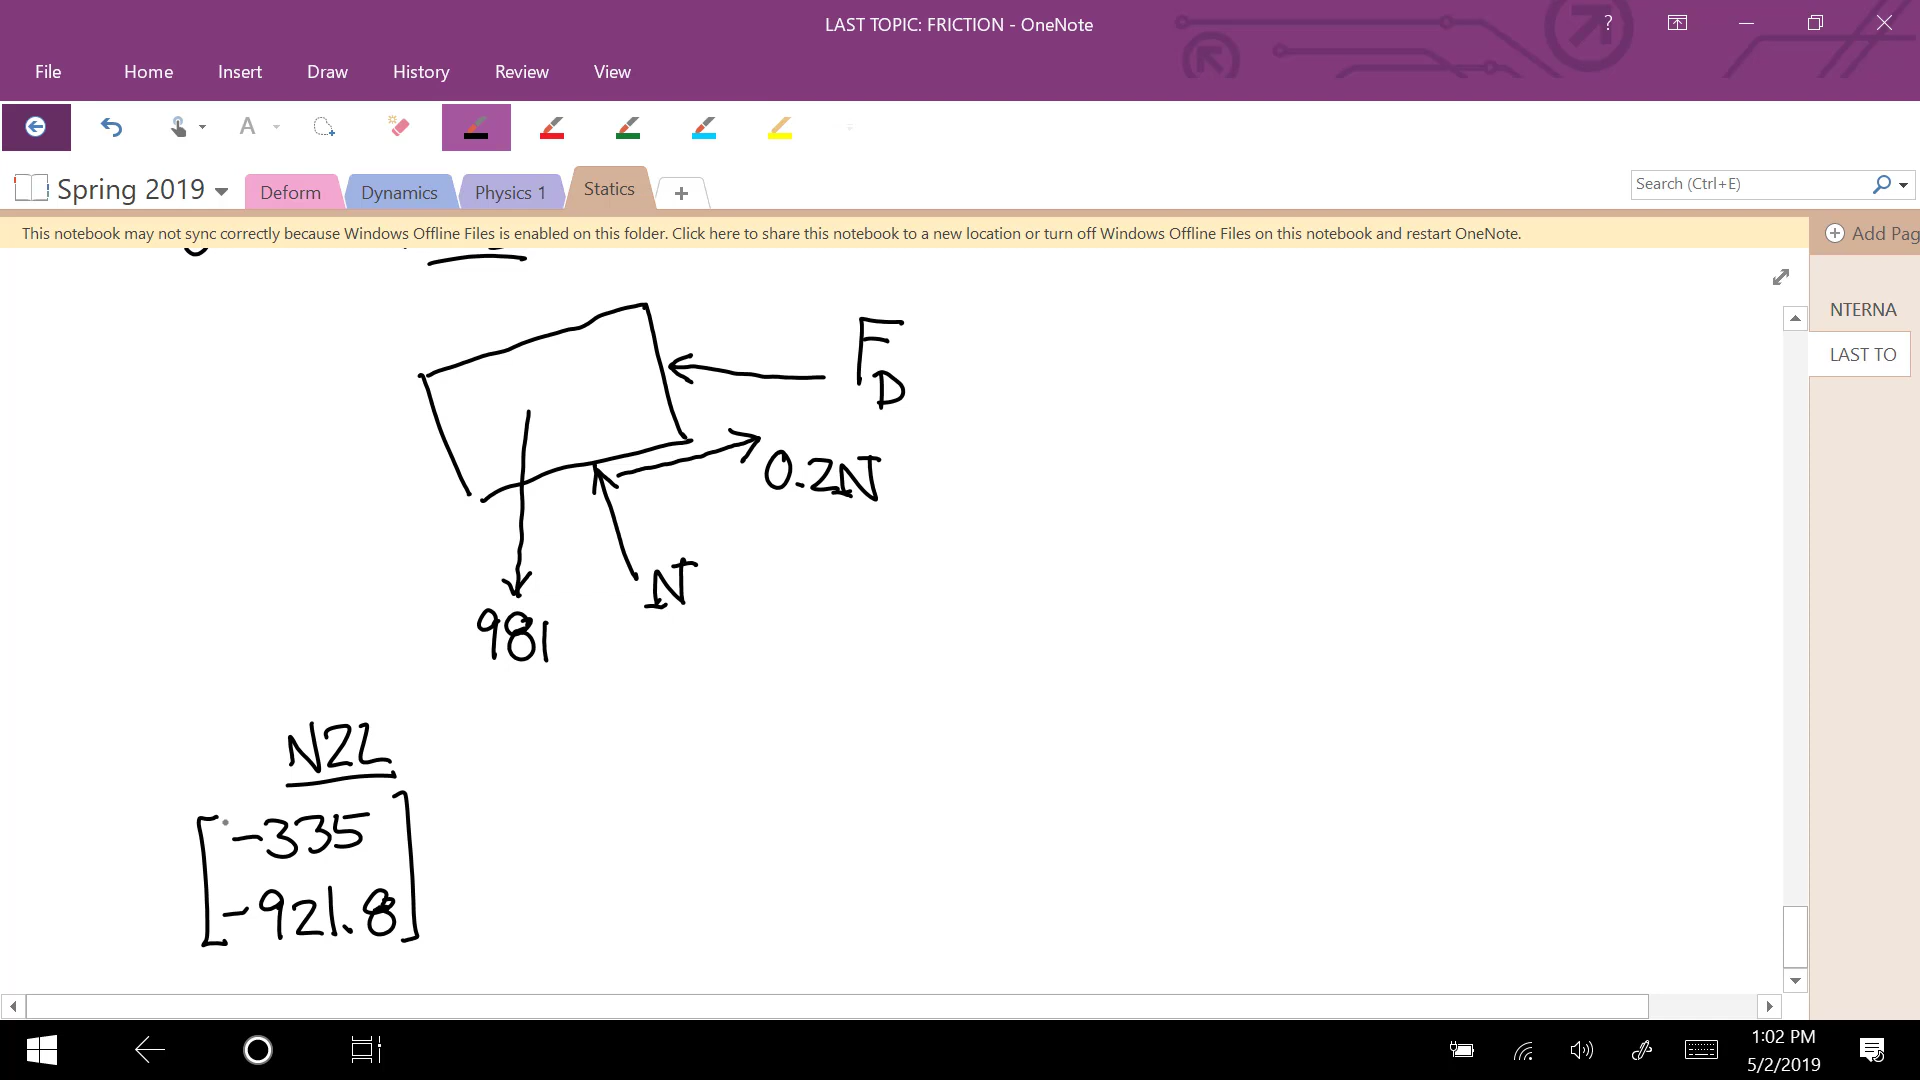 LAST TOPIC: FRICTION - OneNote
?
File Home Insert Draw History Review View
A
Spring 2019 Deform Dynamics Physics 1 Statics +
Search (Ctrl+E)
This notebook may not sync correctly because Windows Offline Files is enabled on this folder. Click here to share this notebook to a new location or turn off Windows Offline Files on this notebook and restart OneNote.
Add Pag
NTERNA
LAST TO
F
D
0.2N
N
981
N2L
-335
-921.8
1:02 PM
5/2/2019